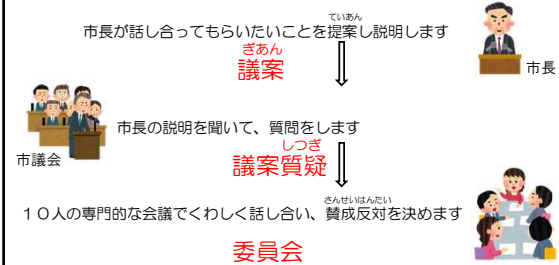 ていあん
市長が話し合ってもらいたいことを提案し説明します
ぎあん
議案
市長
市長の説明を聞いて、質問をします
市議会
しつぎ
議案質疑
さんせいはんたい
10人の専門的な会議でくわしく話し合い、賛成反対を決めます
委員会